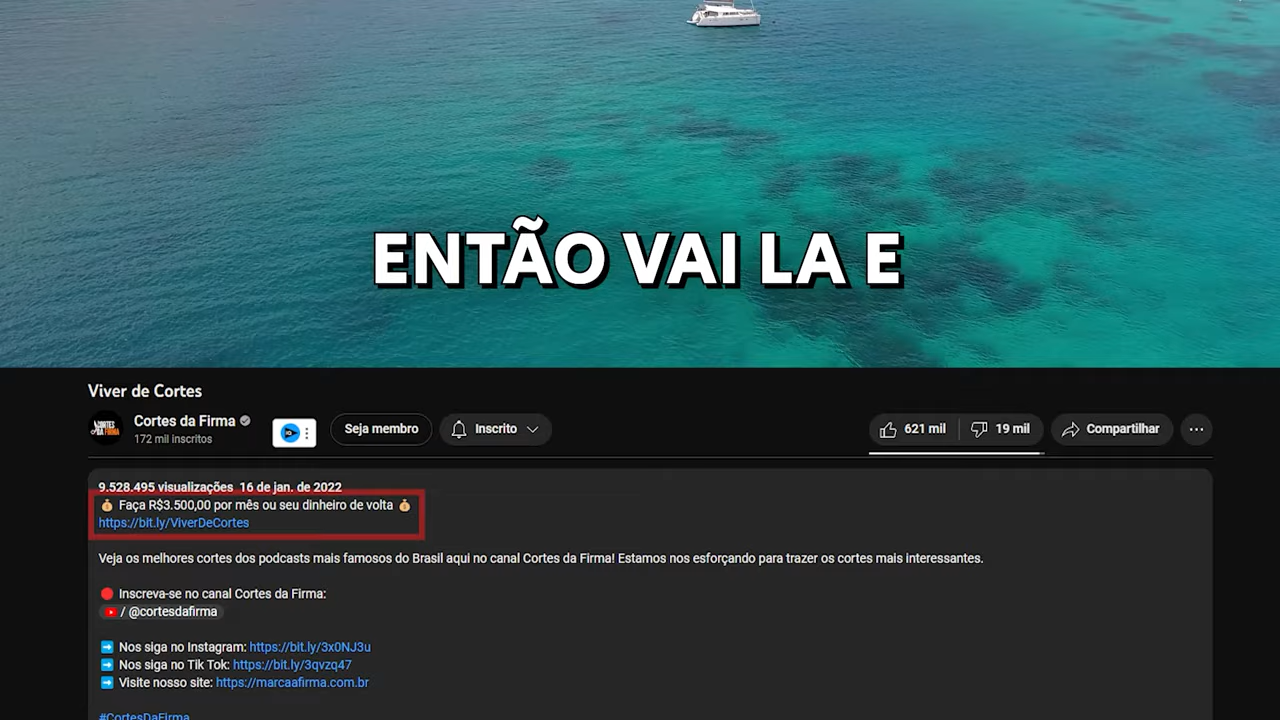 ENTÃO VAI LA E
Viver de Cortes
Cortes da Firma
172 mil inscritos
Seja membro
Inscrito
621 mil
19 mil
Compartilhar
9.528.495 visualizações 16 de jan. de 2022
💰 Faça R$3.500,00 por mês ou seu dinheiro de volta 💰
https://bit.ly/ViverDeCortes
Veja os melhores cortes dos podcasts mais famosos do Brasil aqui no canal Cortes da Firma! Estamos nos esforçando para trazer os cortes mais interessantes.
🔴 Inscreva-se no canal Cortes da Firma:
/ @cortesdafirma
➡️ Nos siga no Instagram: https://bit.ly/3x0NJ3u
➡️ Nos siga no Tik Tok: https://bit.ly/3qvzq47
➡️ Visite nosso site: https://marcaafirma.com.br
#CortesDaFirma